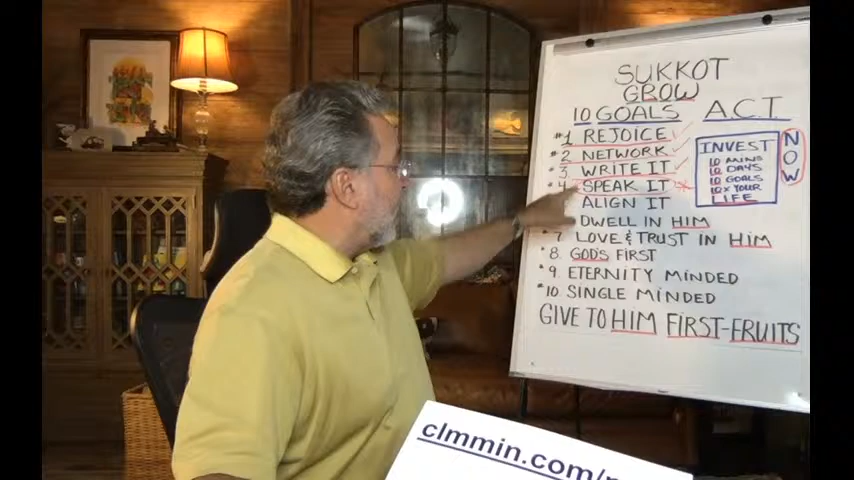 SUKKOT
GROW
10 GOALS ACT
#1 REJOICE
#2 NETWORK
#3 WRITE IT
#4 SPEAK IT
ALIGN IT
DWELL IN HIM
7 LOVE & TRUST IN HIM
#8. GOD'S FIRST
#9. ETERNITY MINDED
#10. SINGLE MINDED
GIVE TO HIM FIRST-FRUITS
INVEST
10 MINS
10 DAYS
10 GOALS
10X YOUR
LIFE
NOW
clmmin.com/